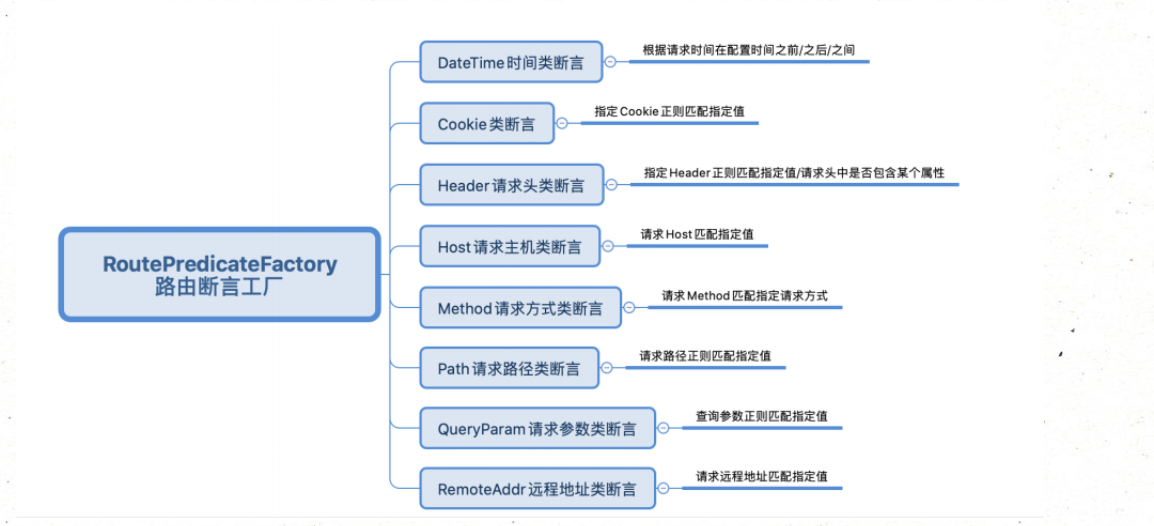 RoutePredicateFactory
路由断言工厂
DateTime时间类断言
根据请求时间在配置时间之前/之后/之间
Cookie类断言
指定Cookie正则匹配指定值
Header请求头类断言
指定Header正则匹配指定值/请求头中是否包含某个属性
Host请求主机类断言
请求Host匹配指定值
Method请求方式类断言
请求Method匹配指定请求方式
Path请求路径类断言
请求路径正则匹配指定值
QueryParam请求参数类断言
查询参数正则匹配指定值
RemoteAddr远程地址类断言
请求远程地址匹配指定值